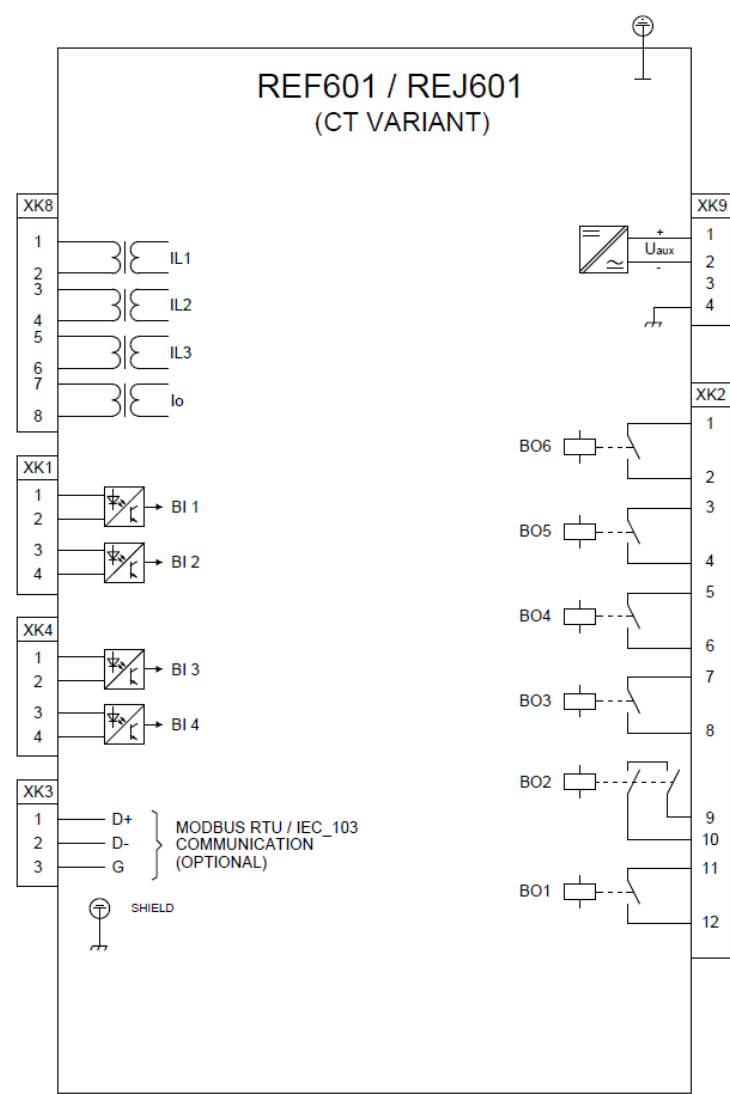 REF601 / REJ601
(CT VARIANT)
XK8
1
2
3
4
5
6
7
8
IL1
IL2
IL3
Io
XK1
1
2
3
4
BI 1
BI 2
XK4
1
2
3
4
BI 3
BI 4
XK3
1
2
3
D+
D-
G
MODBUS RTU / IEC_103
COMMUNICATION
(OPTIONAL)
SHIELD
XK9
+
Uaux
-
1
2
3
4
XK2
BO6
1
2
BO5
3
4
BO4
5
6
BO3
7
8
BO2
9
10
BO1
11
12